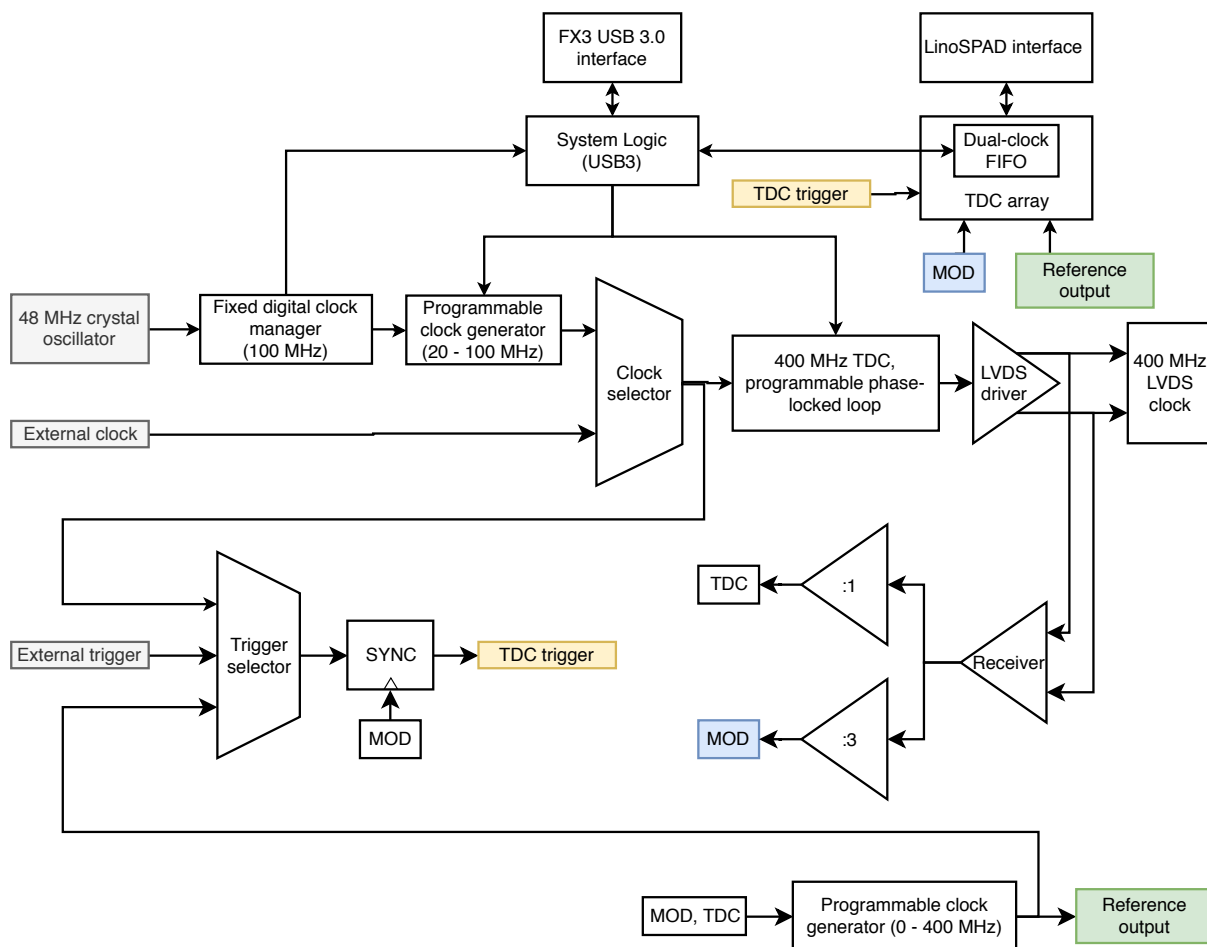 FX3 USB 3.0
interface
LinoSPAD interface
System Logic
(USB3)
Dual-clock
FIFO
TDC array
TDC trigger
MOD
Reference
output
48 MHz crystal
oscillator
Fixed digital clock
manager
(100 MHz)
Programmable
clock generator
(20 - 100 MHz)
Clock
selector
400 MHz TDC,
programmable phase-
locked loop
LVDS
driver
400 MHz
LVDS
clock
External clock
TDC
:1
External trigger
Trigger
selector
SYNC
TDC trigger
Receiver
MOD
MOD
:3
MOD, TDC
Programmable clock
generator (0 - 400 MHz)
Reference
output